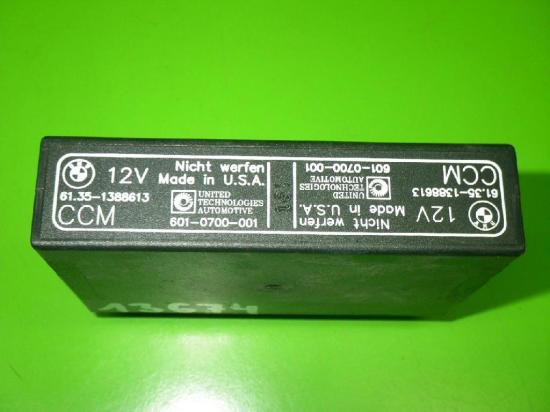 12V
Nicht werfen
Made in U.S.A.
61.35-1388613
CCM
UNITED
TECHNOLOGIES
AUTOMOTIVE
601-0700-001
12V
Nicht werfen
Made in U.S.A.
61.35-1388613
CCM
UNITED
TECHNOLOGIES
AUTOMOTIVE
601-0700-001